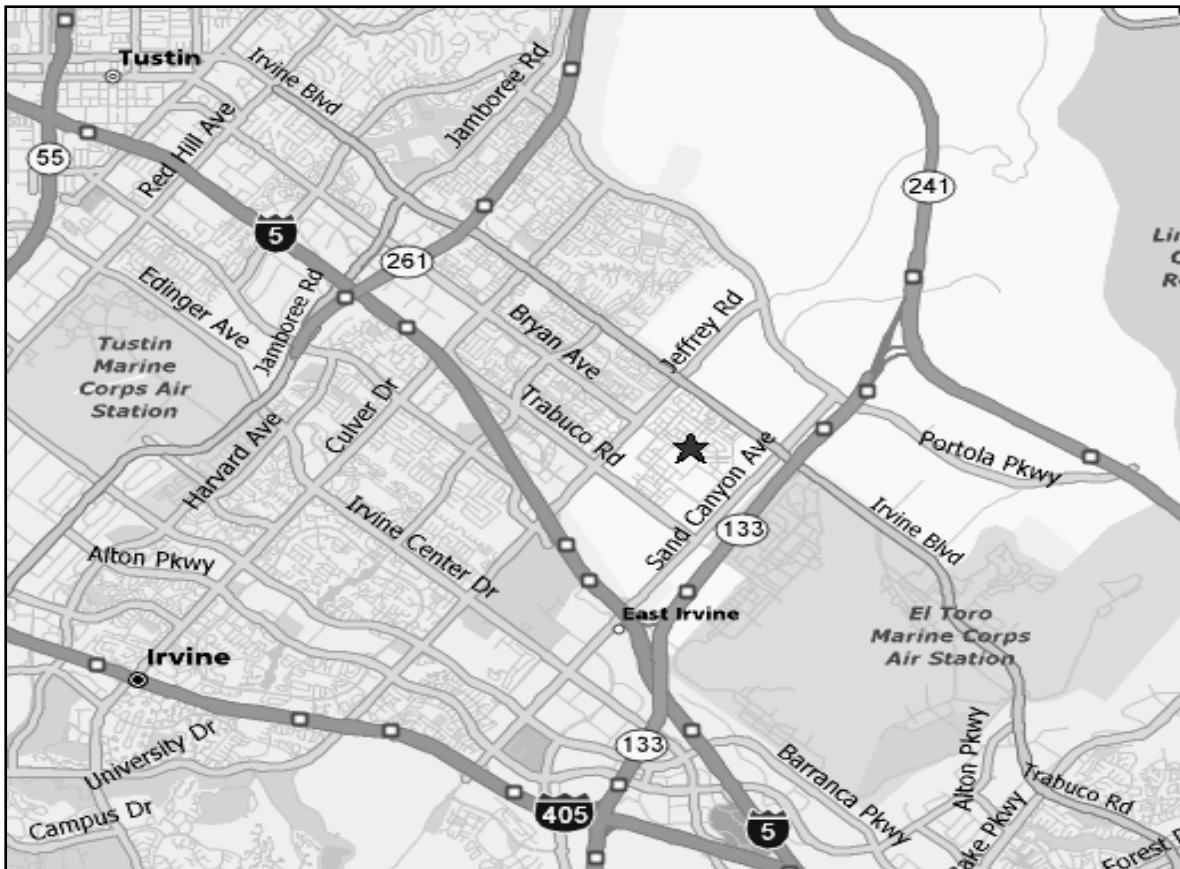 Tustin
Irvine Blvd
Jamboree Rd
Red Hill Ave
55
5
241
261
Edinger Ave
Jamboree Rd
Tustin
Marine
Corps Air
Station
Bryan Ave
Jeffrey Rd
Culver Dr
Trabuco Rd
Harvard Ave
Portola Pkwy
Sand Canyon Ave
133
Irvine Blvd
Irvine Center Dr
Alton Pkwy
East Irvine
El Toro
Marine Corps
Air Station
Irvine
University Dr
133
Barranca Pkwy
Alton Pkwy
Trabuco Rd
Campus Dr
405
5